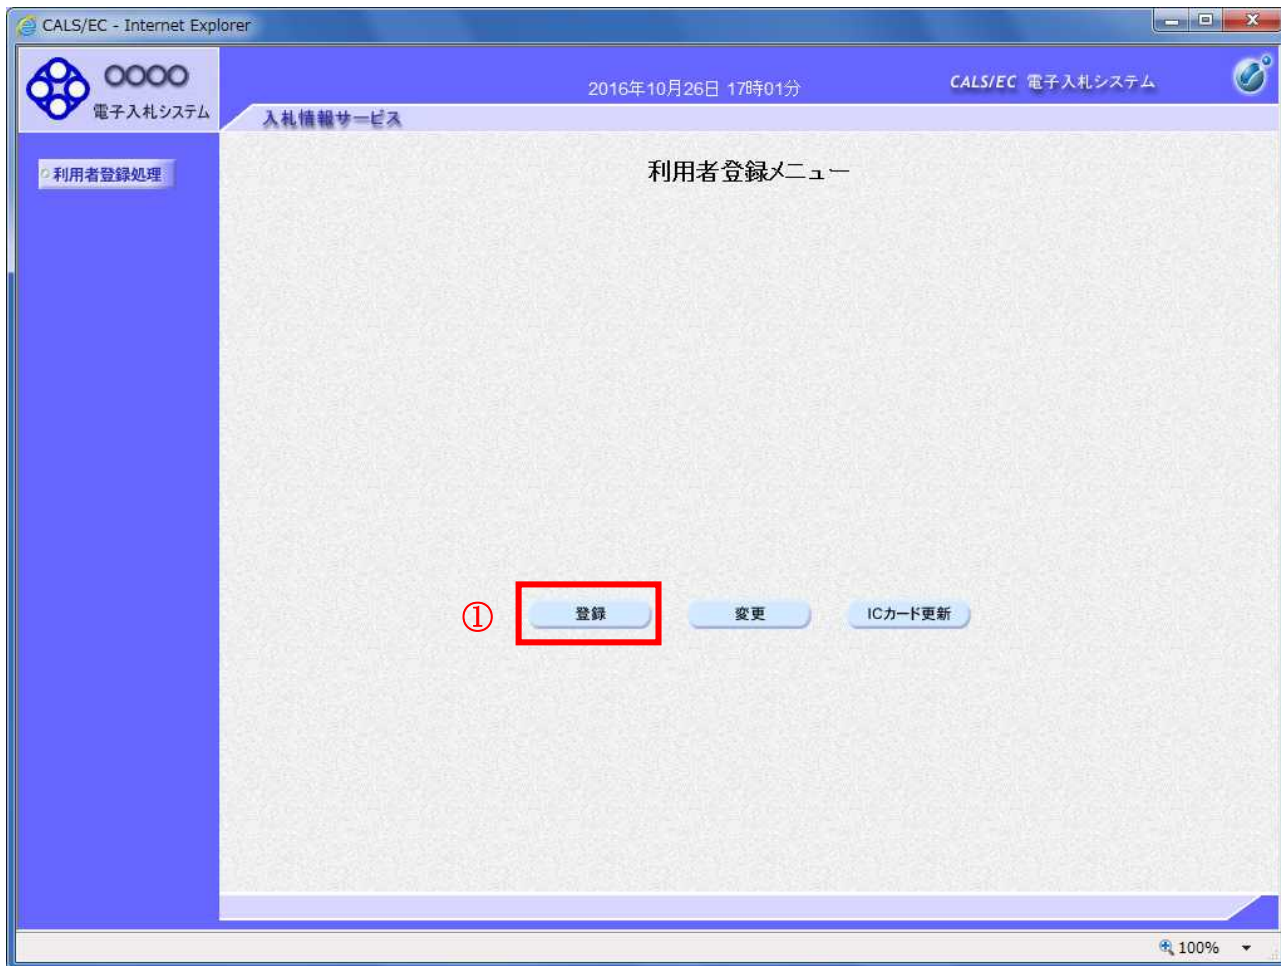 CALS/EC - Internet Explorer
〇〇〇〇
電子入札システム
2016年10月26日 17時01分
CALS/EC 電子入札システム
入札情報サービス
利用者登録処理
利用者登録メニュー
①
登録
変更
ICカード更新
100%